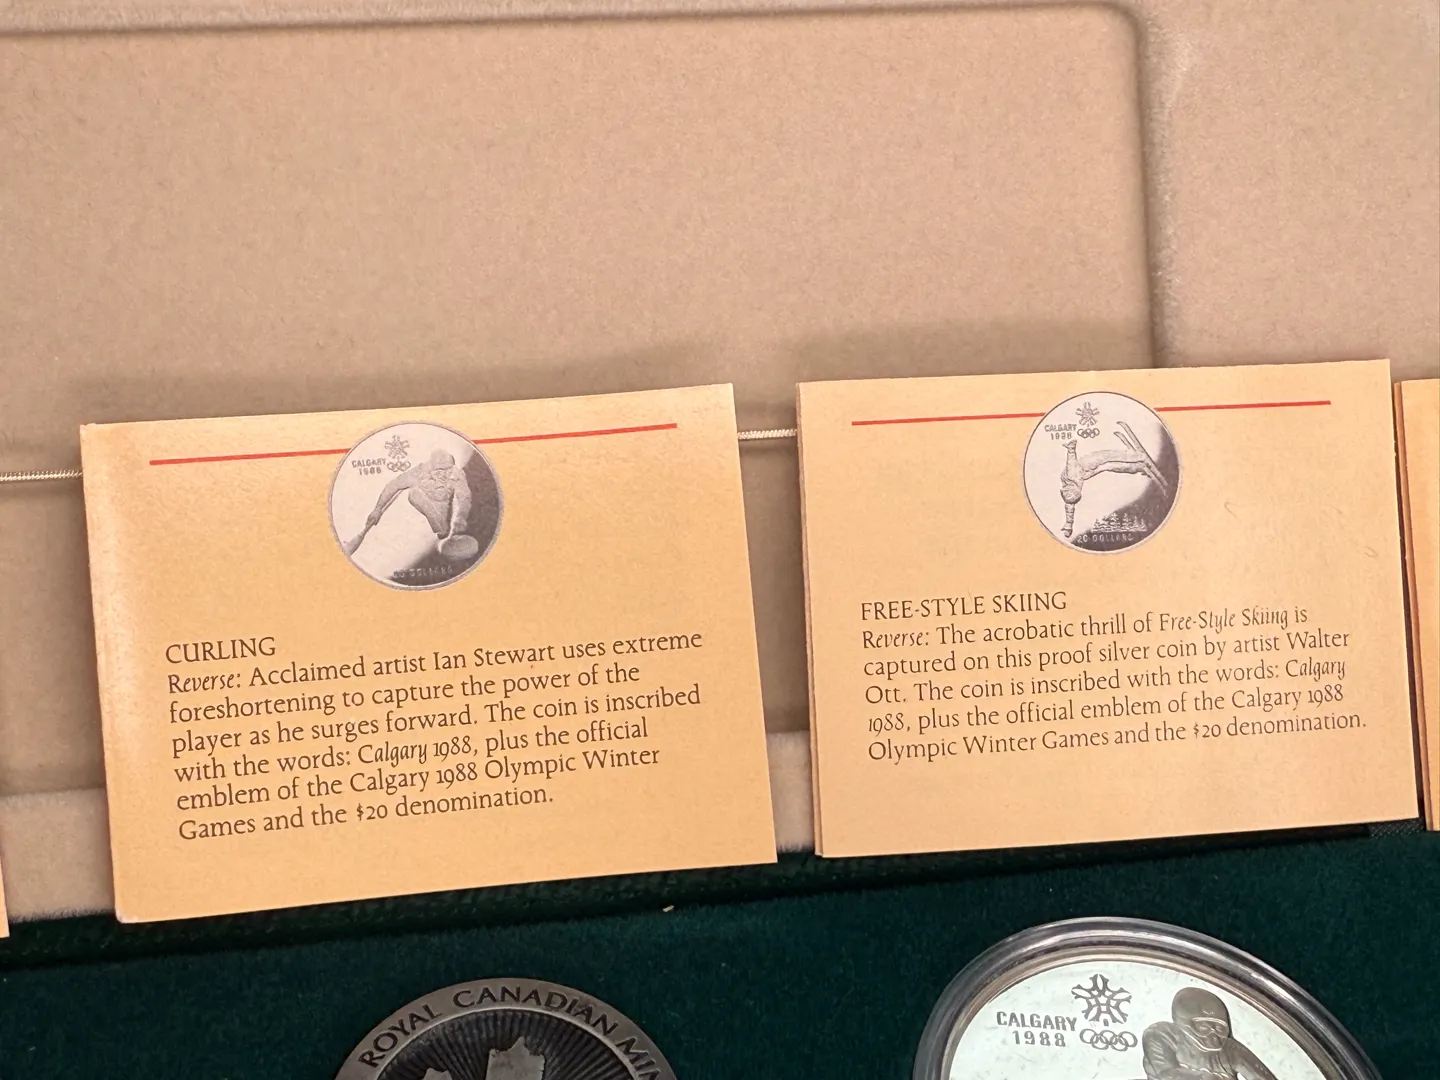 CALGARY
1988
20 DOLLARS
CURLING
Reverse: Acclaimed artist Ian Stewart uses extreme
foreshortening to capture the power of the
player as he surges forward. The coin is inscribed
with the words: Calgary 1988, plus the official
emblem of the Calgary 1988 Olympic Winter
Games and the $20 denomination.
CALGARY
1988
20 DOLLARS
FREE-STYLE SKIING
Reverse: The acrobatic thrill of Free-Style Skiing is
captured on this proof silver coin by artist Walter
Ott. The coin is inscribed with the words: Calgary
1988, plus the official emblem of the Calgary 1988
Olympic Winter Games and the $20 denomination.
ROYAL CANADIAN MIN
CALGARY
1988